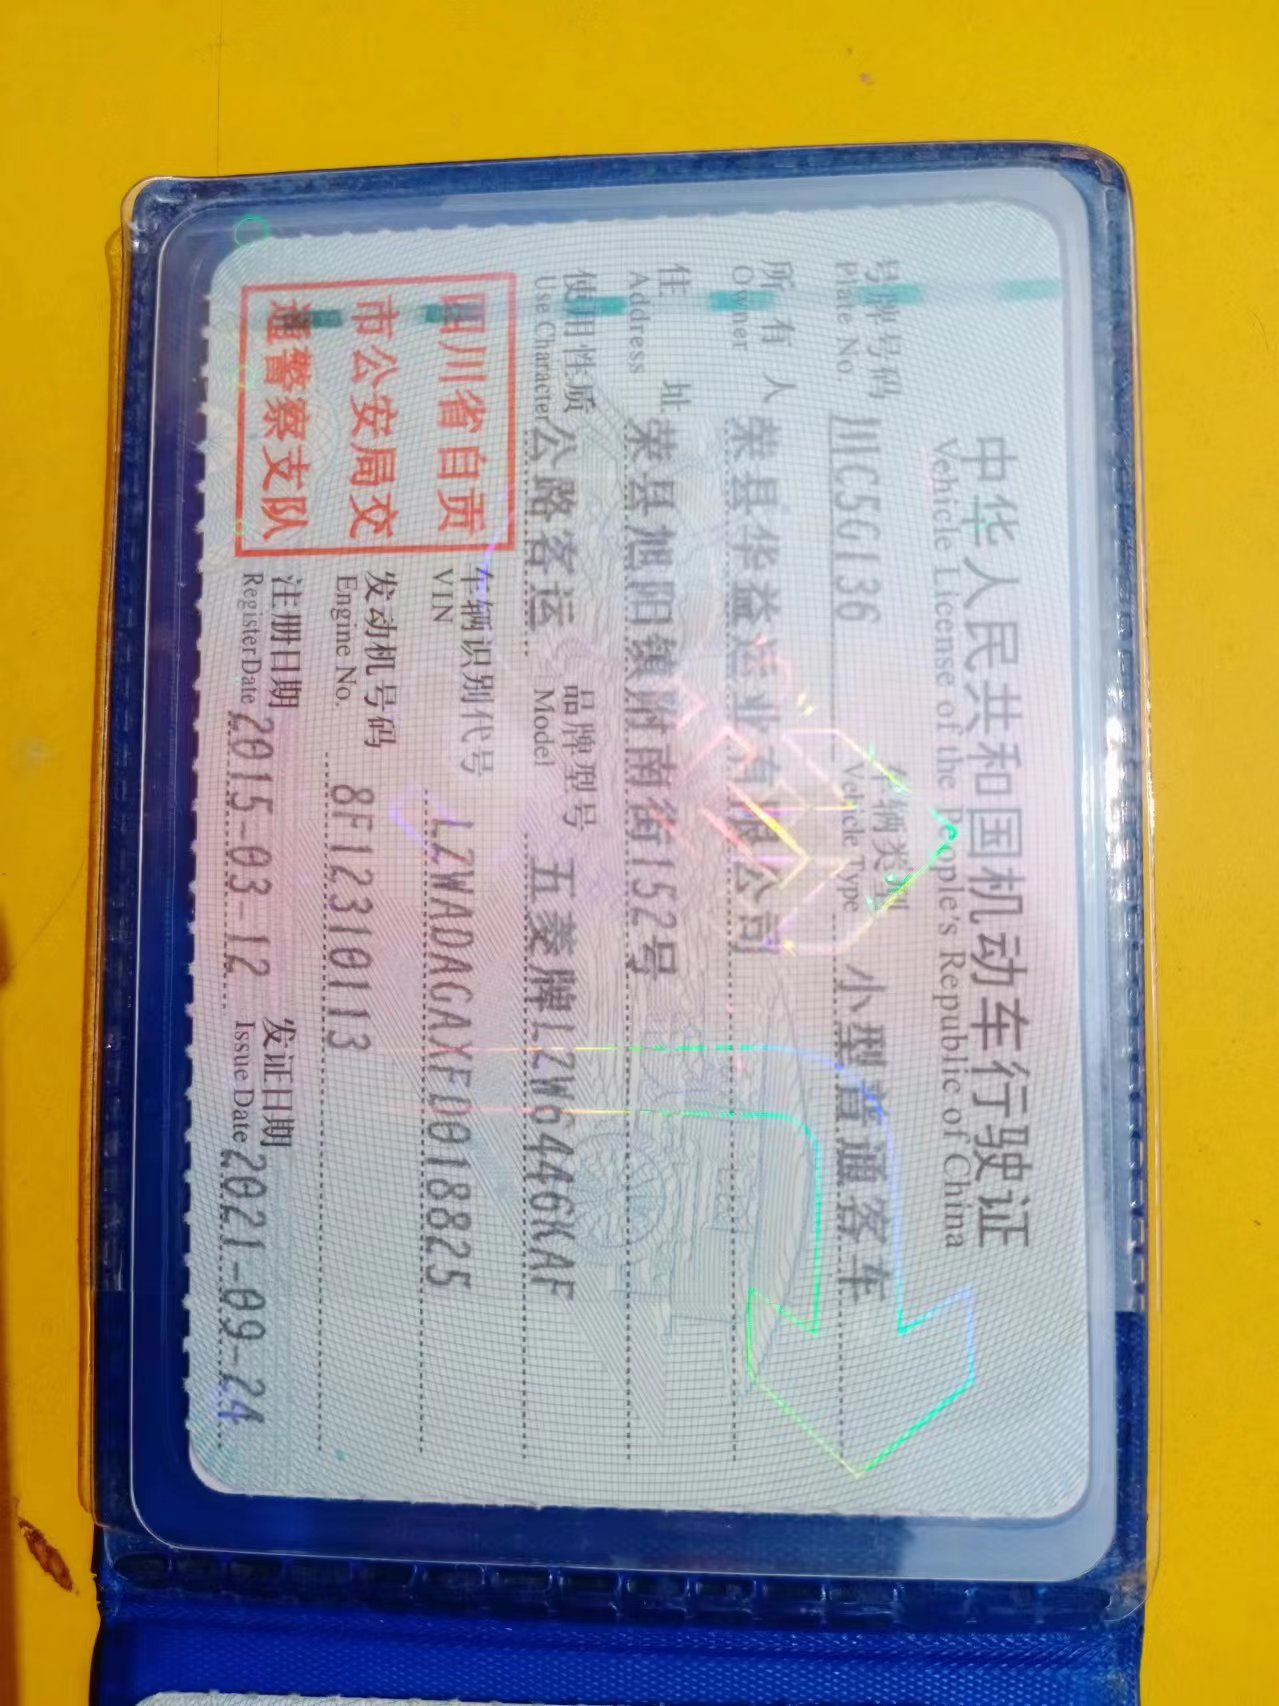 中华人民共和国机动车行驶证
Vehicle License of the People's Republic of China
号牌号码 川C5G136 车辆类型 小型普通客车
Plate No. Vehicle Type
所有人 荣县华益运业有限公司
Owner
住址 荣县旭阳镇附南街152号
Address
使用性质 公路客运 品牌型号 五菱牌LZW6446KAF
Use Character Model
四川省自贡
市公安局交
通警察支队
车辆识别代号 LZWADAGAXFD018825
VIN
发动机号码 8F12310113
Engine No.
注册日期 2015-03-12 发证日期 2021-09-24
Register Date Issue Date